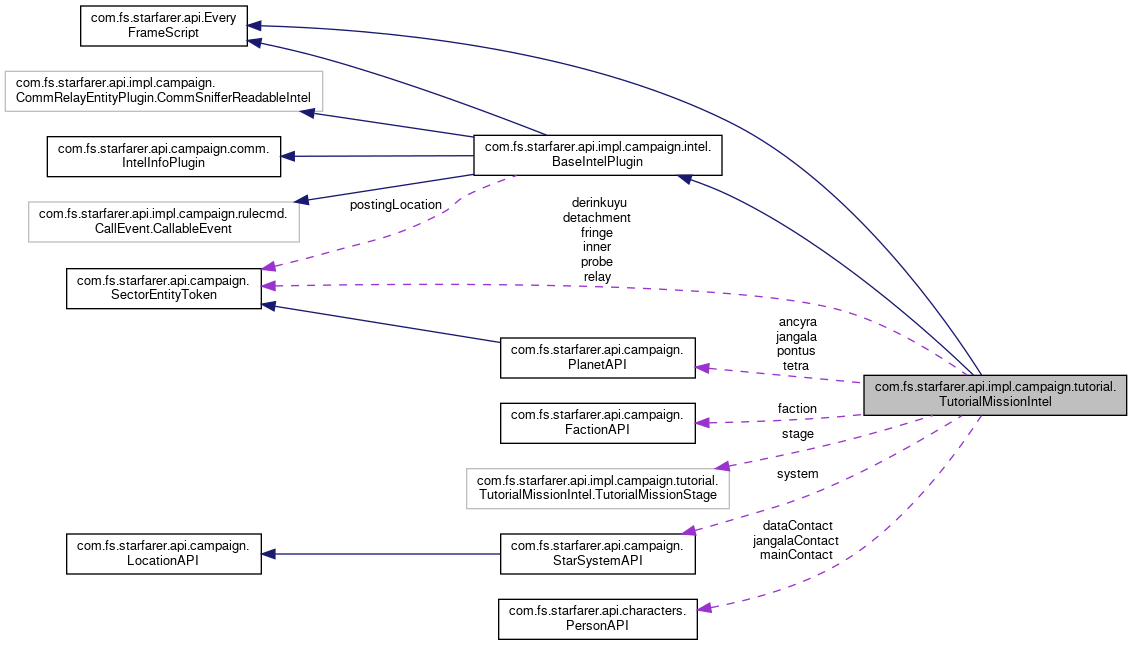 com.fs.starfarer.api.Every
FrameScript
com.fs.starfarer.api.impl.campaign.
CommRelayEntityPlugin.CommSnifferReadableIntel
com.fs.starfarer.api.campaign.comm.
IntelInfoPlugin
com.fs.starfarer.api.impl.campaign.intel.
BaseIntelPlugin
com.fs.starfarer.api.impl.campaign.rulecmd.
CallEvent.CallableEvent
postingLocation
derinkuyu
detachment
fringe
inner
probe
relay
com.fs.starfarer.api.campaign.
SectorEntityToken
ancyra
jangala
pontus
tetra
com.fs.starfarer.api.campaign.
PlanetAPI
com.fs.starfarer.api.impl.campaign.tutorial.
TutorialMissionIntel
faction
com.fs.starfarer.api.campaign.
FactionAPI
stage
com.fs.starfarer.api.impl.campaign.tutorial.
TutorialMissionIntel.TutorialMissionStage
system
com.fs.starfarer.api.campaign.
LocationAPI
com.fs.starfarer.api.campaign.
StarSystemAPI
dataContact
jangalaContact
mainContact
com.fs.starfarer.api.characters.
PersonAPI